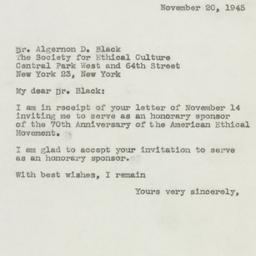 November 20, 1945
Dr. Algernon D. Black
The Society for Ethical Culture
Central Park West and 64th Street
New York 23, New York
My dear Dr. Black:
I am in receipt of your letter of November 14
inviting me to serve as an honorary sponsor
of the 70th Anniversary of the American Ethical
Movement.
I am glad to accept your invitation to serve
as an honorary sponsor.
With best wishes, I remain
Yours very sincerely,